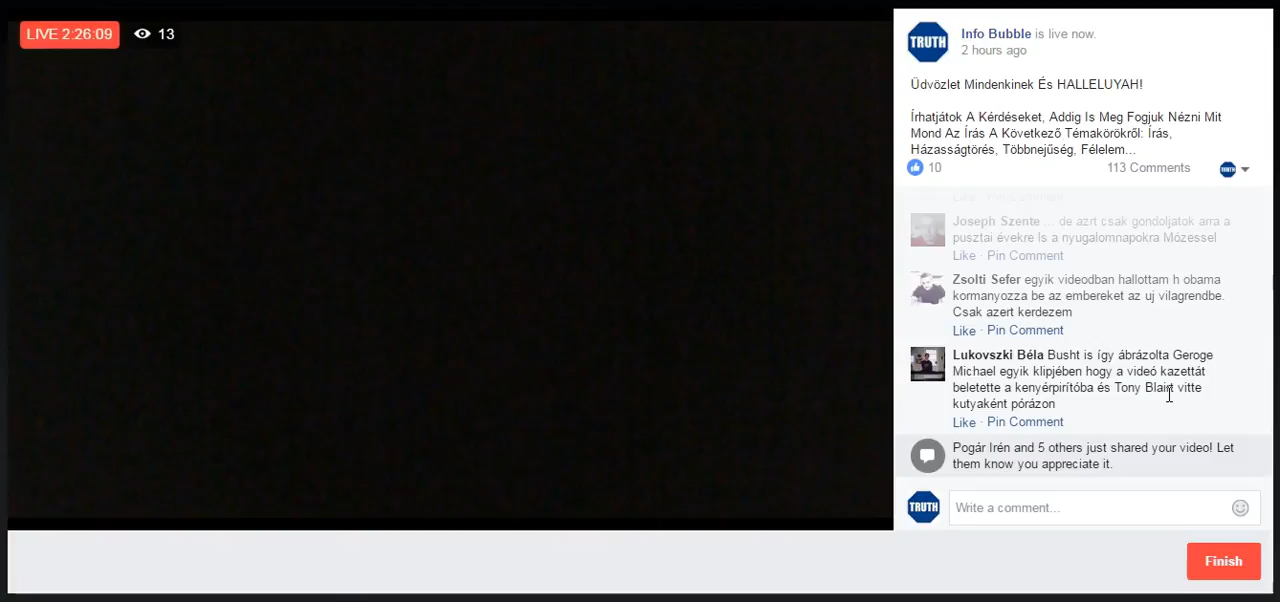 LIVE 2:26:09
13
TRUTH
Info Bubble is live now.
2 hours ago
Üdvözlet Mindenkinek És HALLELUYAH!
Írhatjátok A Kérdéseket, Addig Is Meg Fogjuk Nézni Mit
Mond Az Írás A Következő Témakörökről: Írás,
Házasságtörés, Többnejűség, Félelem...
10
113 Comments
TRUTH
Like · Pin Comment
Joseph Szente ... de azrt csak gondoljatok arra a
pusztai évekre Is a nyugalomnapokra Mózessel
Like · Pin Comment
Zsolti Sefer egyik videodban hallottam h obama
kormanyozza be az embereket az uj vilagrendbe.
Csak azert kerdezem
Like · Pin Comment
Lukovszki Béla Busht is így ábrázolta Geroge
Michael egyik klipjében hogy a videó kazettát
beletette a kenyérpirítóba és Tony Blairt vitte
kutyaként pórázon
Like · Pin Comment
Pogár Irén and 5 others just shared your video! Let
them know you appreciate it.
TRUTH
Write a comment...
Finish